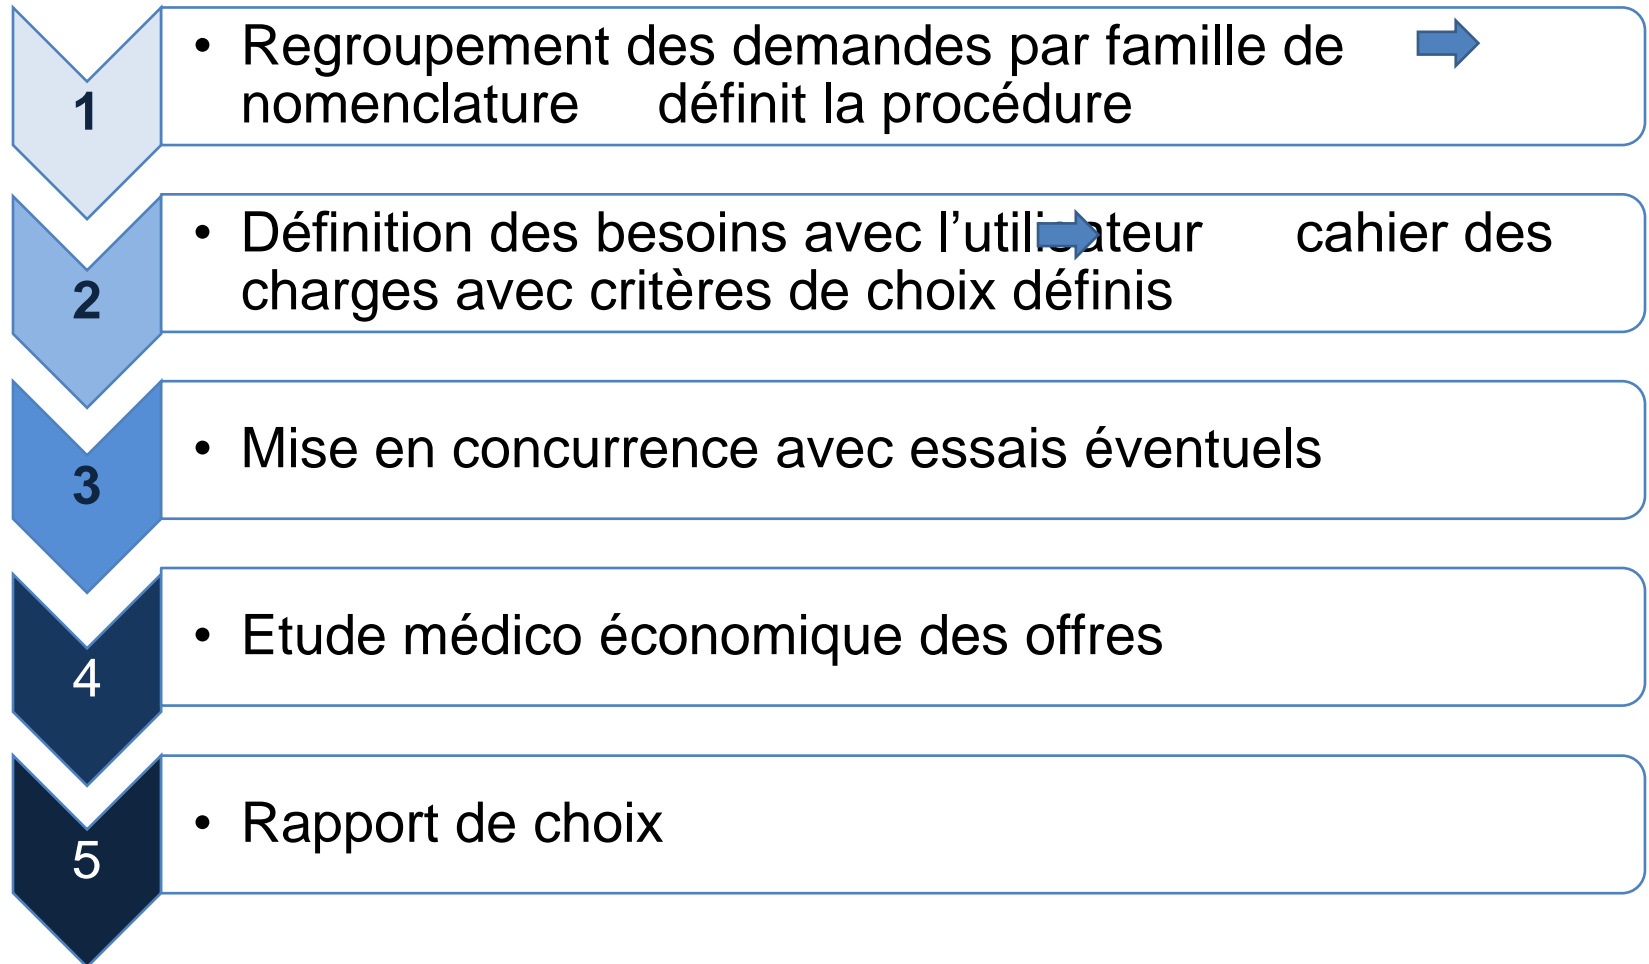 1
• Regroupement des demandes par famille de
nomenclature définit la procédure
2
• Définition des besoins avec l’utilisateur cahier des
charges avec critères de choix définis
3
• Mise en concurrence avec essais éventuels
4
• Etude médico économique des offres
5
• Rapport de choix